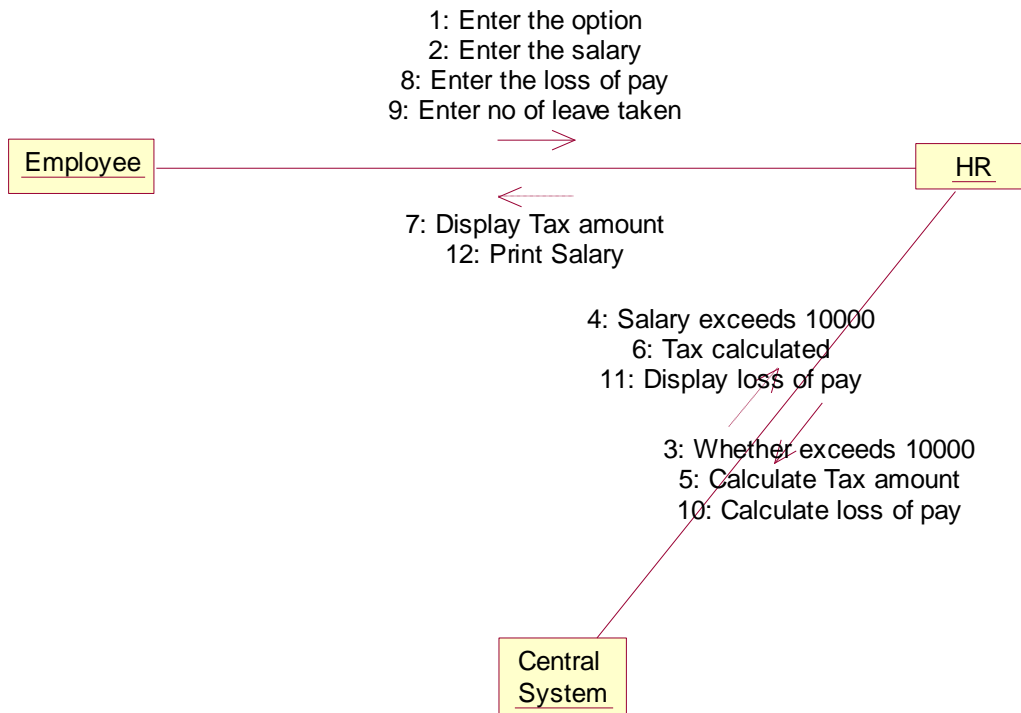 1: Enter the option
2: Enter the salary
8: Enter the loss of pay
9: Enter no of leave taken
Employee
HR
7: Display Tax amount
12: Print Salary
4: Salary exceeds 10000
6: Tax calculated
11: Display loss of pay
3: Whether exceeds 10000
5: Calculate Tax amount
10: Calculate loss of pay
Central
System